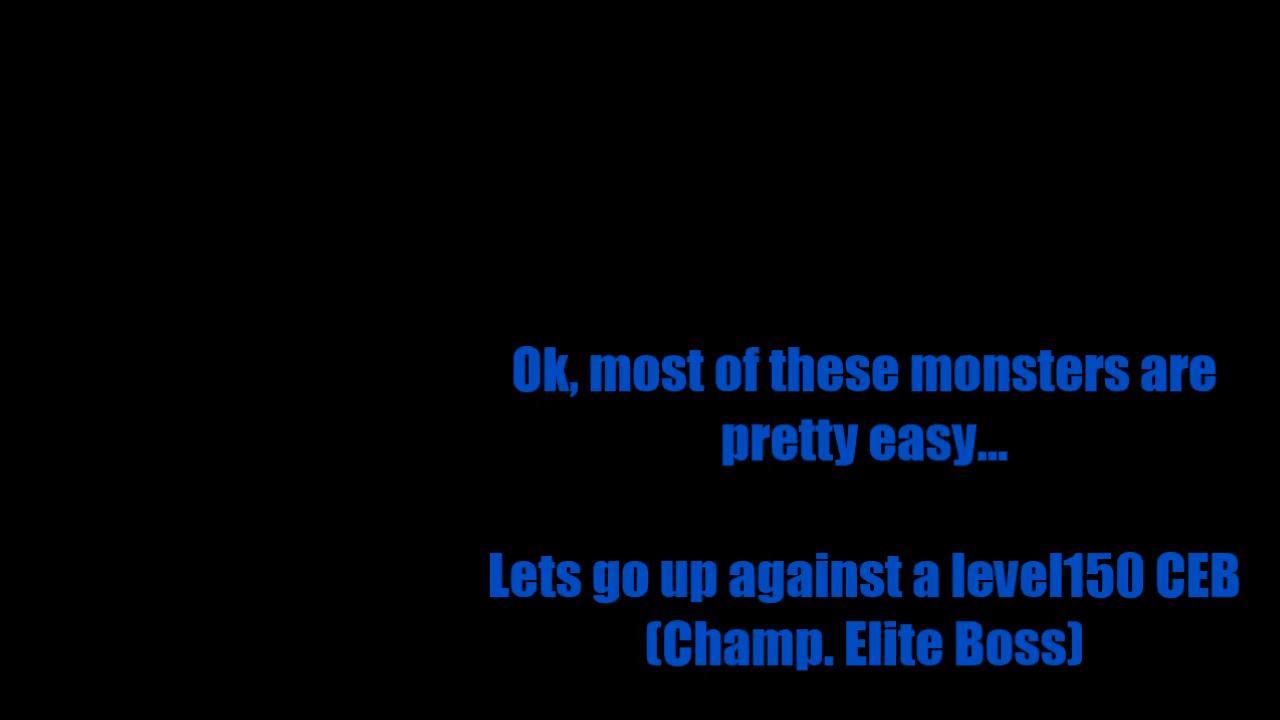 Ok, most of these monsters are
pretty easy...
Lets go up against a level150 CEB
(Champ. Elite Boss)